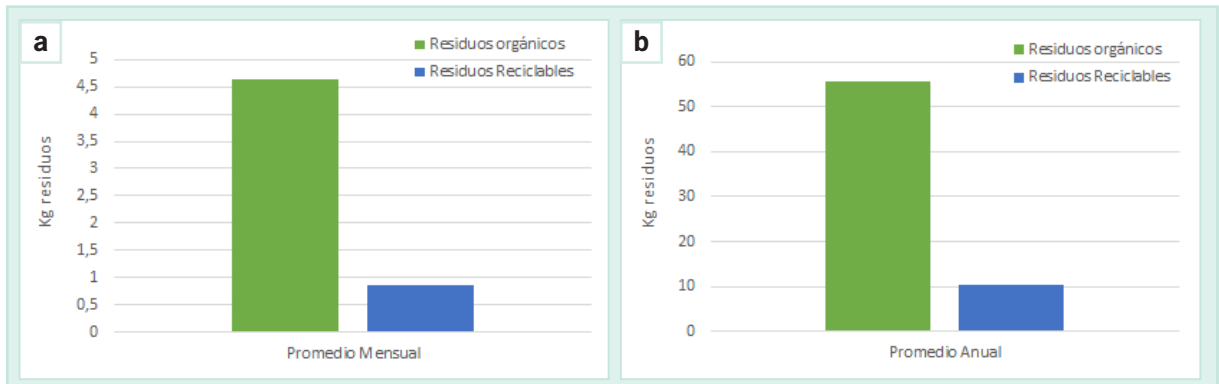 a
Residuos orgánicos
Residuos Reciclables
Kg residuos
5
4,5
4
3,5
3
2,5
2
1,5
1
0,5
0
Promedio Mensual
b
Residuos orgánicos
Residuos Reciclables
Kg residuos
60
50
40
30
20
10
0
Promedio Anual